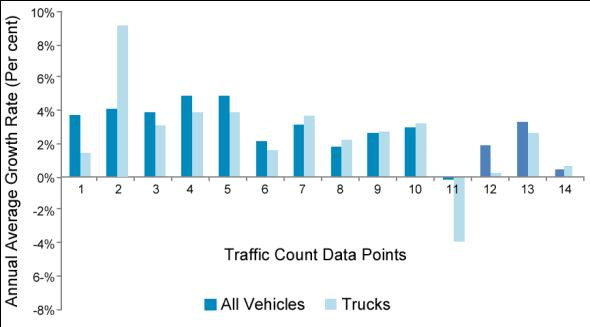 Annual Average Growth Rate (Per cent)
10%
8%
6%
4%
2%
0%
-2%
-4%
6-%
-8%
1 2 3 4 5 6 7 8 9 10 11 12 13 14
Traffic Count Data Points
All Vehicles Trucks